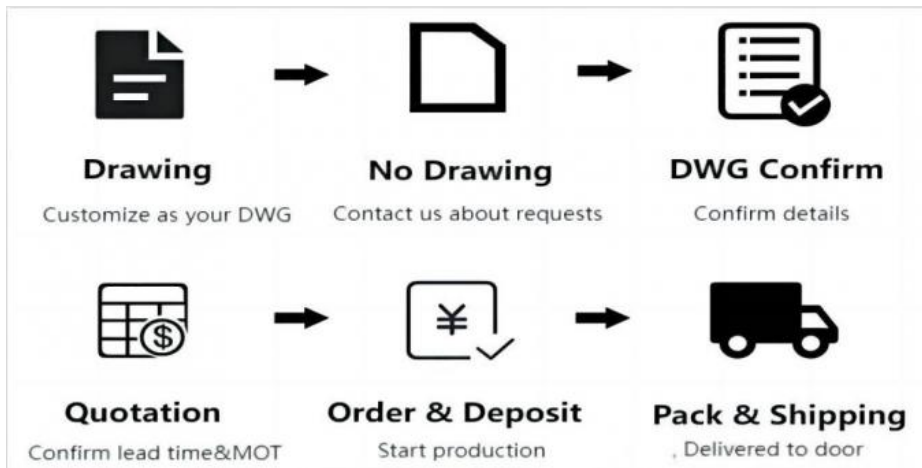 Drawing
No Drawing
DWG Confirm
Customize as your DWG
Contact us about requests
Confirm details
$
¥
Quotation
Order & Deposit
Pack & Shipping
Confirm lead time&MOT
Start production
, Delivered to door